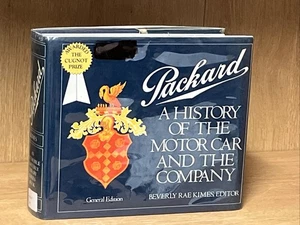 AWARDED
THE CUGNOT
PRIZE
Packard
A HISTORY
OF THE
MOTOR CAR
AND THE
COMPANY
General Edition
BEVERLY RAE KIMES, EDITOR